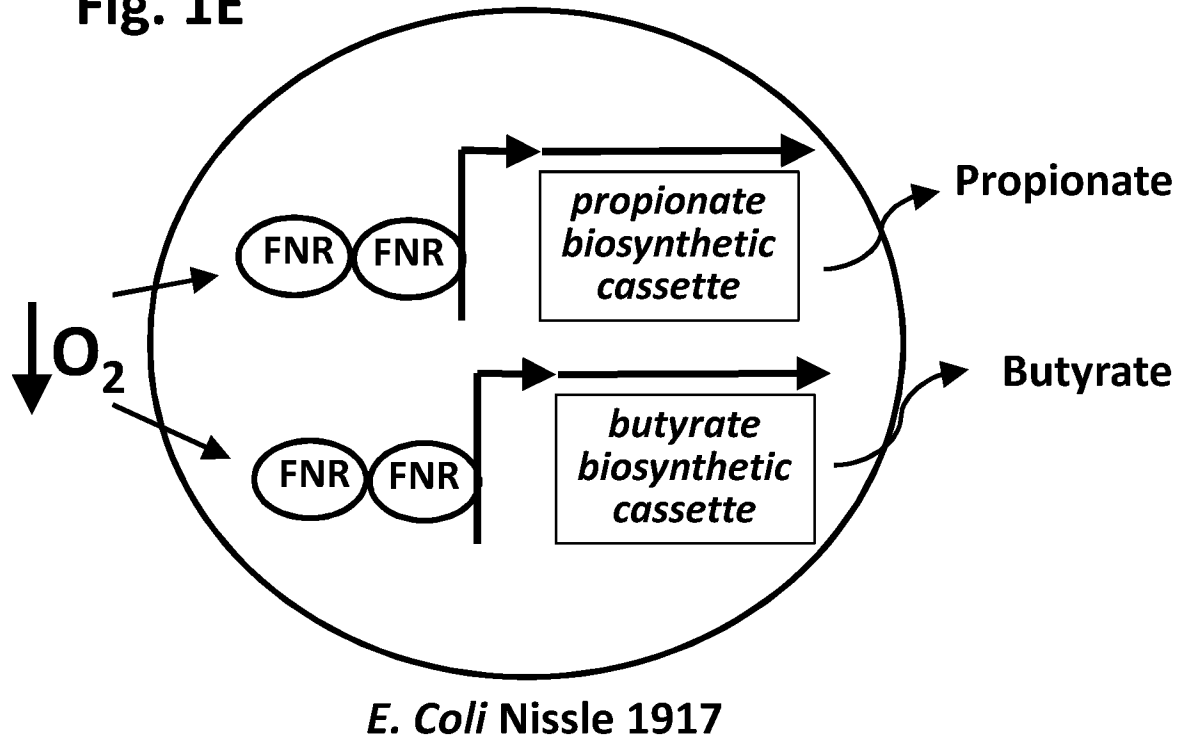 Fig. 1E
propionate
biosynthetic
cassette
Propionate
FNR FNR
O₂
butyrate
biosynthetic
cassette
Butyrate
FNR FNR
E. Coli Nissle 1917